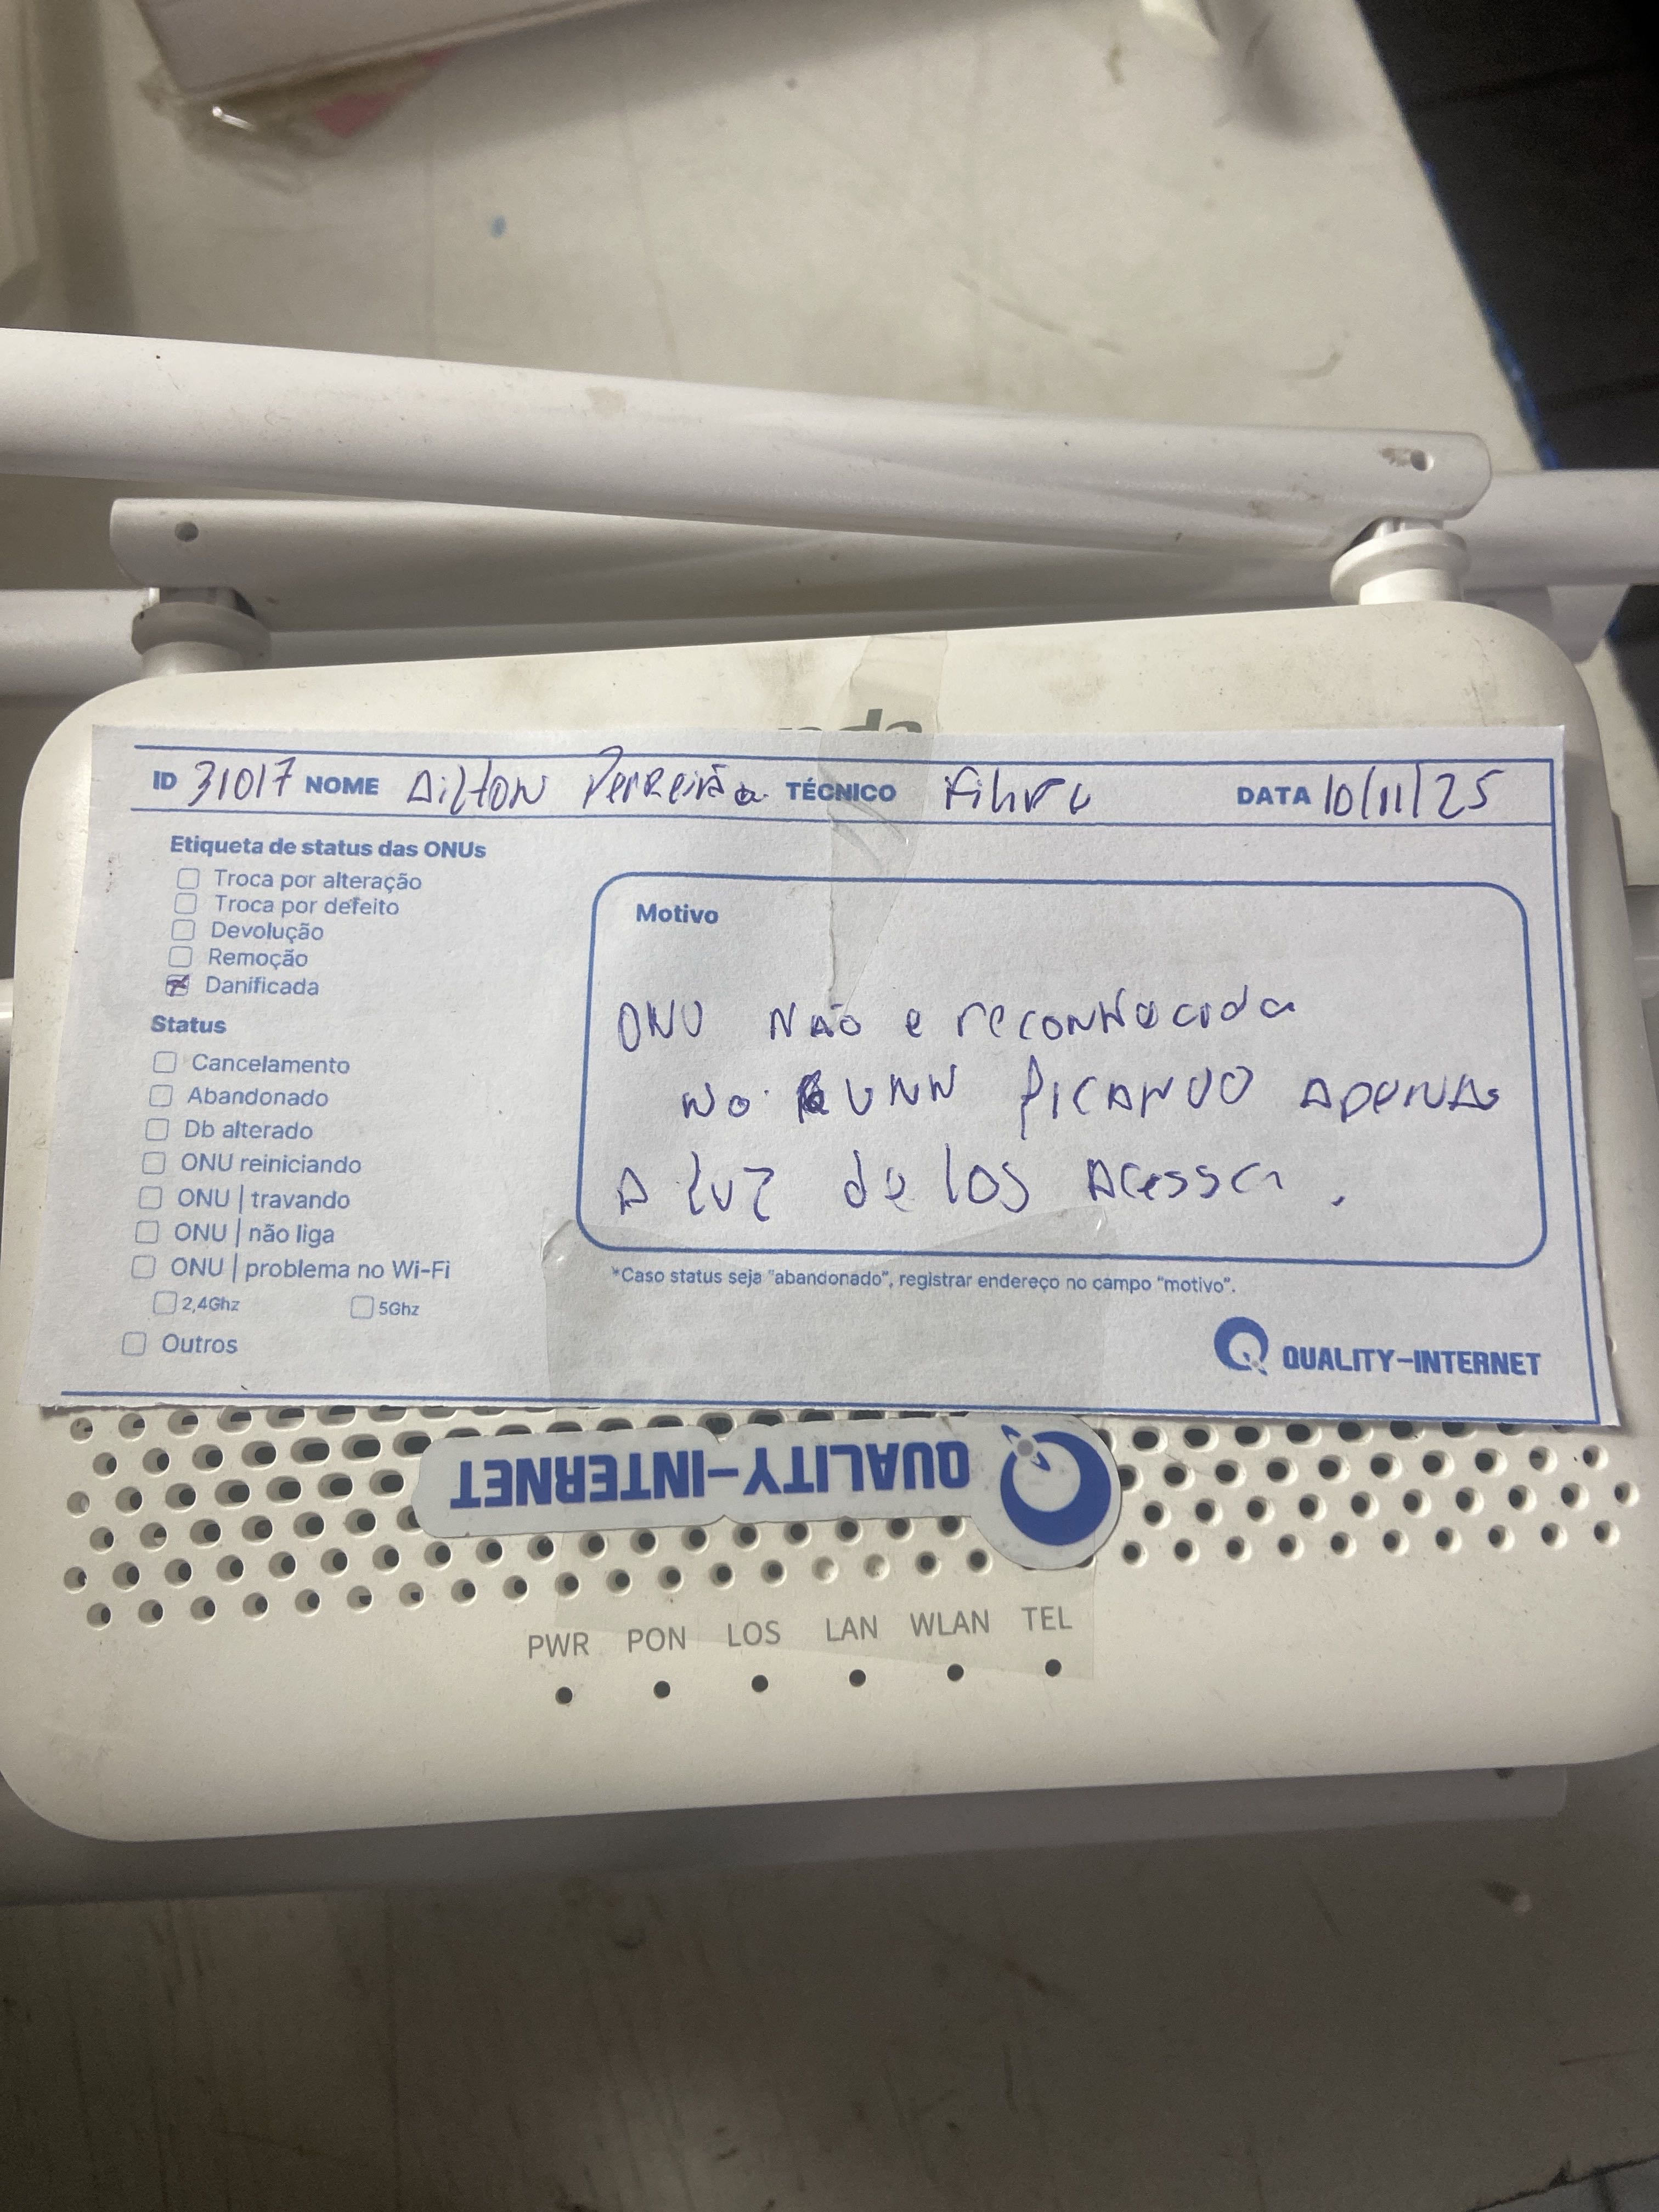 ID 31017 NOME Ailton TÉCNICO DATA 10/11/25
Etiqueta de status das ONUs
Troca por alteração
Troca por defeito
Devolução
Remoção
Danificada
Status
Cancelamento
Abandonado
Db alterado
ONU reiniciando
ONU | travando
ONU | não liga
ONU | problema no Wi-Fi
2,4Ghz 5Ghz
Outros
Motivo
ONU Não e reconhecida
No UNN ficando apenas
A luz de los Acessa.
*Caso status seja "abandonado", registrar endereço no campo "motivo".
QUALITY-INTERNET
QUALITY-INTERNET
PWR PON LOS LAN WLAN TEL